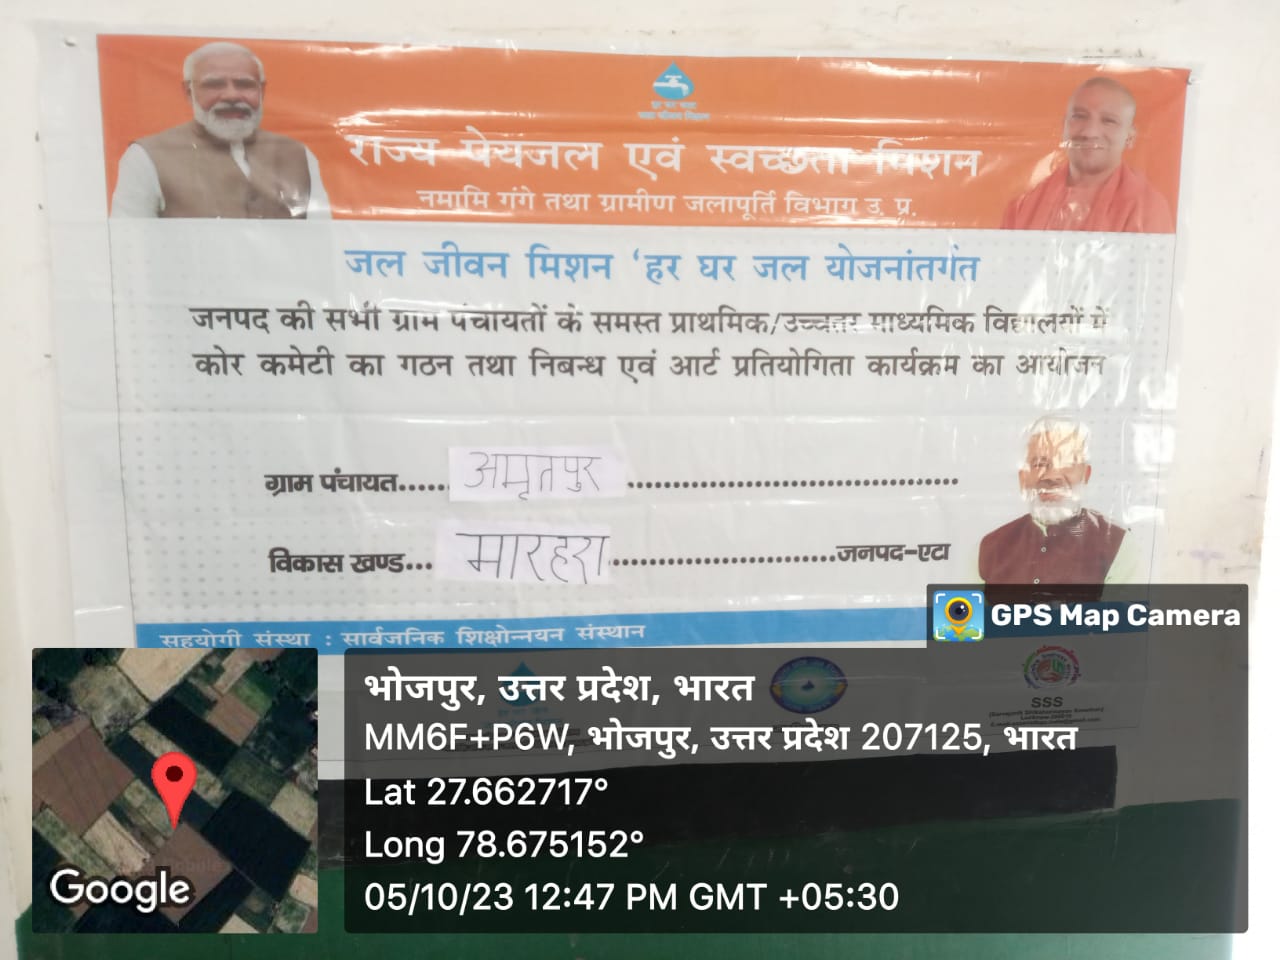 राज्य पेयजल एवं स्वच्छता मिशन
नमामि गंगे तथा ग्रामीण जलापूर्ति विभाग उ. प्र.
जल जीवन मिशन ‘हर घर जल योजनांतर्गत
जनपद की सभी ग्राम पंचायतों के समस्त प्राथमिक/उच्चतर माध्यमिक विद्यालयों में
कोर कमेटी का गठन तथा निबन्ध एवं आर्ट प्रतियोगिता कार्यक्रम का आयोजन
ग्राम पंचायत...... अमृतपुर ..........................................
विकास खण्ड... मारहरा ............................जनपद-एटा
सहयोगी संस्था : सार्वजनिक शिक्षोन्नयन संस्थान
GPS Map Camera
SSS
भोजपुर, उत्तर प्रदेश, भारत
MM6F+P6W, भोजपुर, उत्तर प्रदेश 207125, भारत
Lat 27.662717°
Long 78.675152°
05/10/23 12:47 PM GMT +05:30
Google